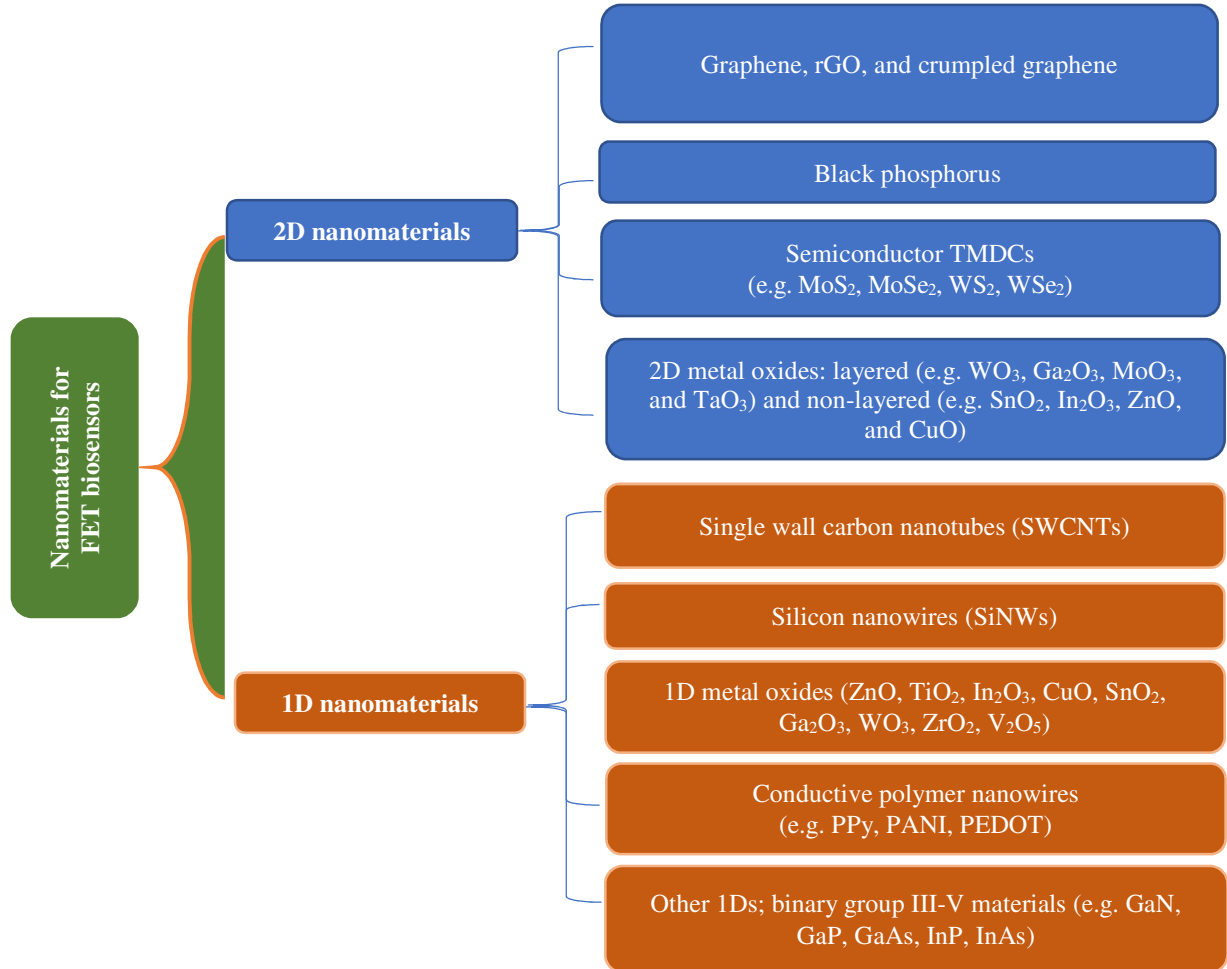 Nanomaterials for
FET biosensors
2D nanomaterials
Graphene, rGO, and crumpled graphene
Black phosphorus
Semiconductor TMDCs
(e.g. MoS₂, MoSe₂, WS₂, WSe₂)
2D metal oxides: layered (e.g. WO₃, Ga₂O₃, MoO₃,
and TaO₃) and non-layered (e.g. SnO₂, In₂O₃, ZnO,
and CuO)
1D nanomaterials
Single wall carbon nanotubes (SWCNTs)
Silicon nanowires (SiNWs)
1D metal oxides (ZnO, TiO₂, In₂O₃, CuO, SnO₂,
Ga₂O₃, WO₃, ZrO₂, V₂O₅)
Conductive polymer nanowires
(e.g. PPy, PANI, PEDOT)
Other 1Ds; binary group III-V materials (e.g. GaN,
GaP, GaAs, InP, InAs)